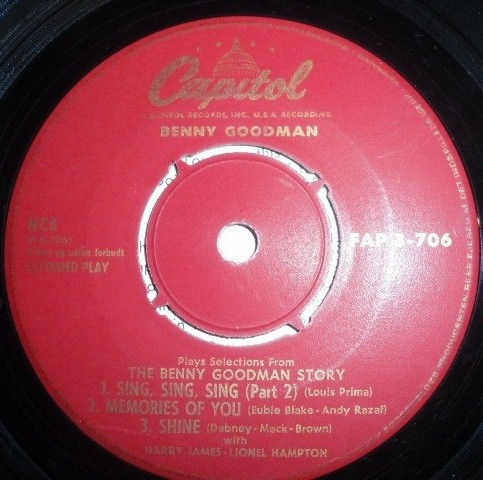 Capitol
CAPITOL RECORDS, INC. U.S.A. RECORDING
BENNY GOODMAN
NCB
FAP 3-706
EXTENDED PLAY
Plays Selections From
THE BENNY GOODMAN STORY
1. SING, SING, SING (Part 2) (Louis Prima)
2. MEMORIES OF YOU (Eubie Blake - Andy Razaf)
3. SHINE (Dabney - Mack - Brown)
with
HARRY JAMES - LIONEL HAMPTON